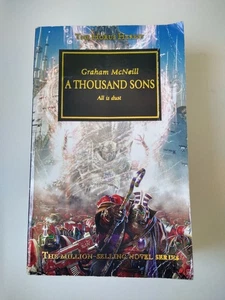 THE HORUS HERESY
Graham McNeill
A THOUSAND SONS
All is dust
THE MILLION-SELLING NOVEL SERIES